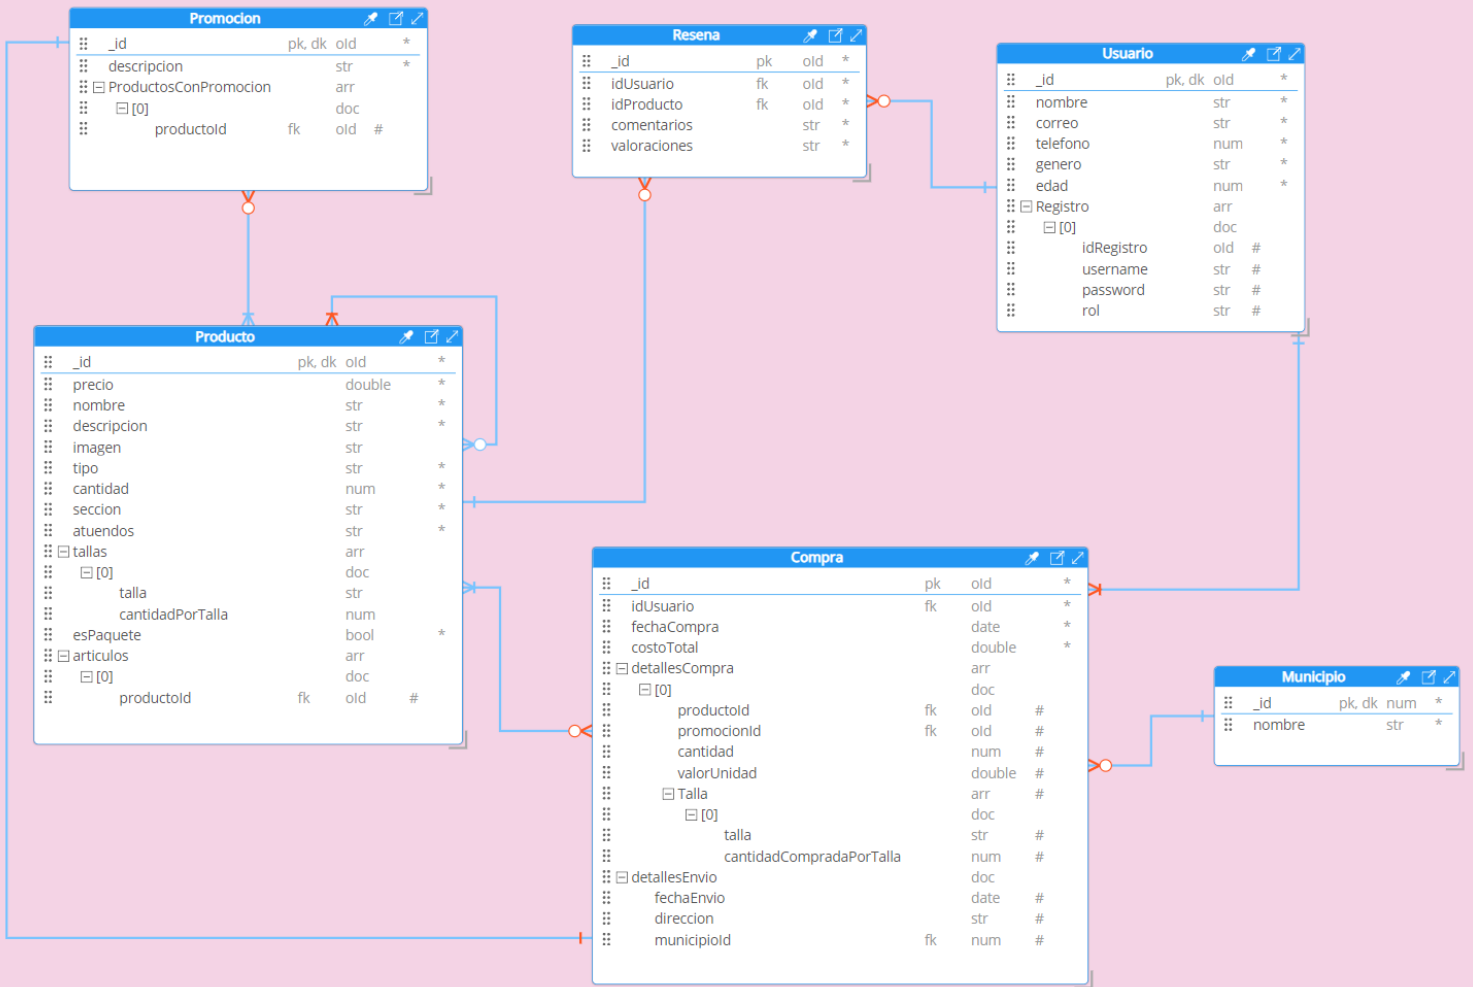 Promocion
_id pk, dk oId *
descripcion str *
ProductosConPromocion arr
[0] doc
productoId fk oId #
Resena
_id pk oId *
idUsuario fk oId *
idProducto fk oId *
comentarios str *
valoraciones str *
Usuario
_id pk, dk oId *
nombre str *
correo str *
telefono num *
genero str *
edad num *
Registro arr
[0] doc
idRegistro oId #
username str #
password str #
rol str #
Producto
_id pk, dk oId *
precio double *
nombre str *
descripcion str *
imagen str
tipo str *
cantidad num *
seccion str *
atuendos str *
tallas arr
[0] doc
talla str
cantidadPorTalla num
esPaquete bool *
articulos arr
[0] doc
productoId fk oId #
Compra
_id pk oId *
idUsuario fk oId *
fechaCompra date *
costoTotal double *
detallesCompra arr
[0] doc
productoId fk oId #
promocionId fk oId #
cantidad num #
valorUnidad double #
Talla arr #
[0] doc
talla str #
cantidadCompradaPorTalla num #
detallesEnvio doc
fechaEnvio date #
direccion str #
municipioId fk num #
Municipio
_id pk, dk num *
nombre str *